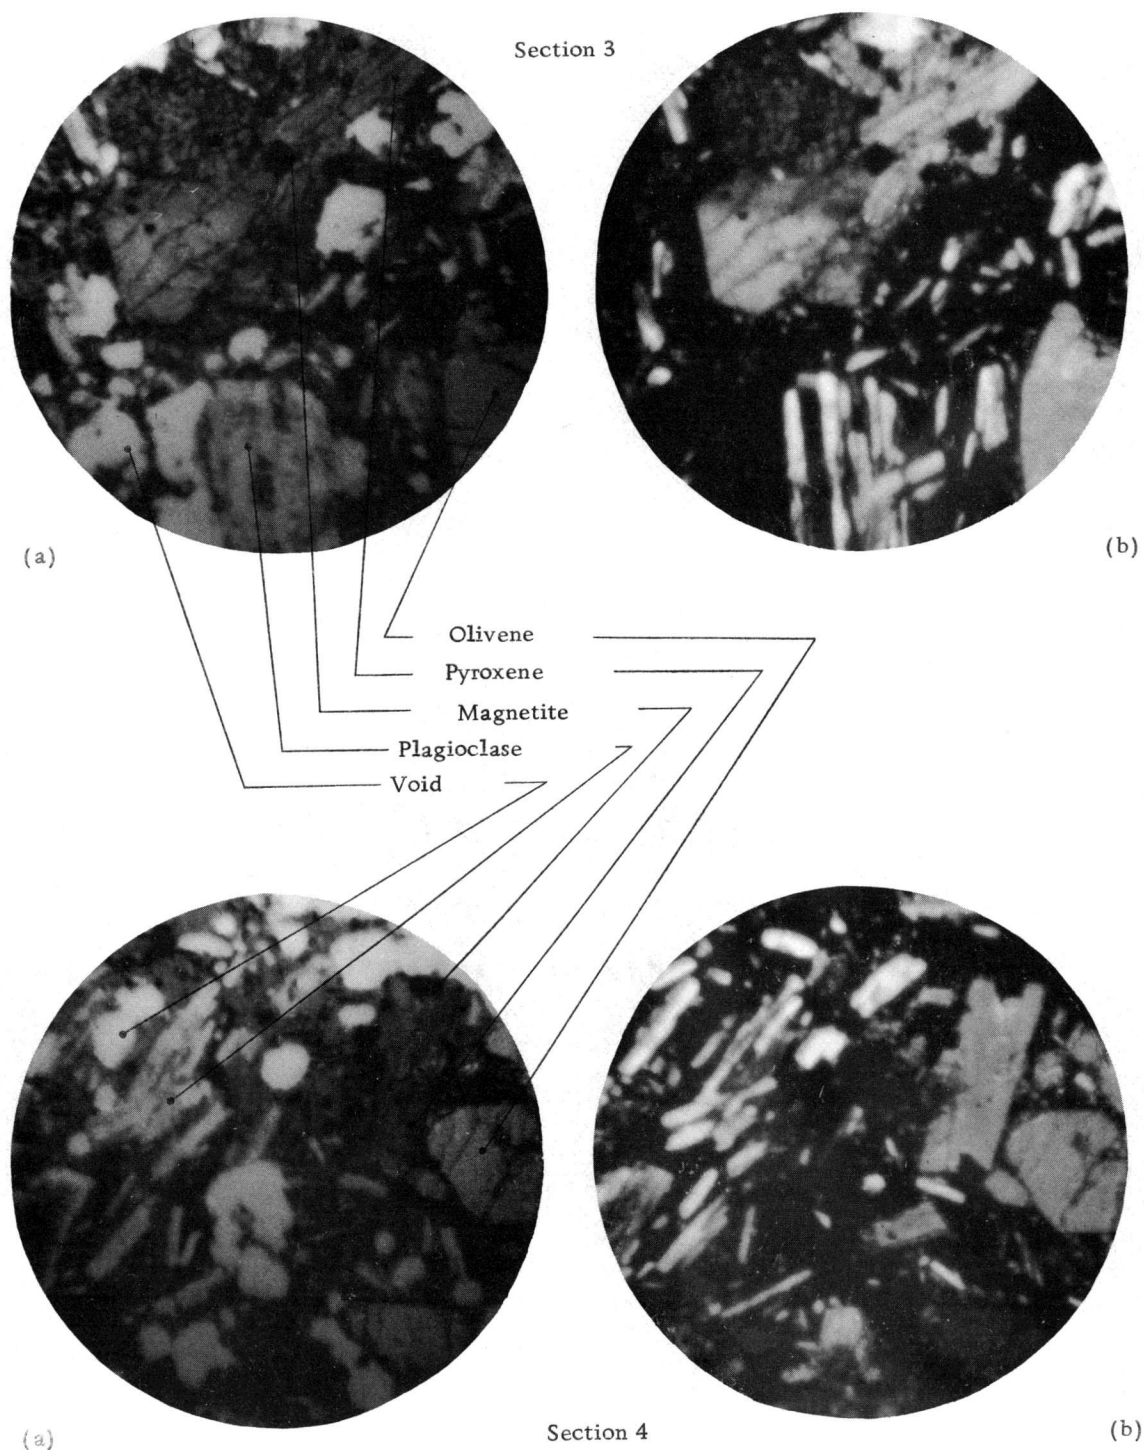 Section 3
(a)
(b)
Olivene
Pyroxene
Magnetite
Plagioclase
Void
(a)
Section 4
(b)